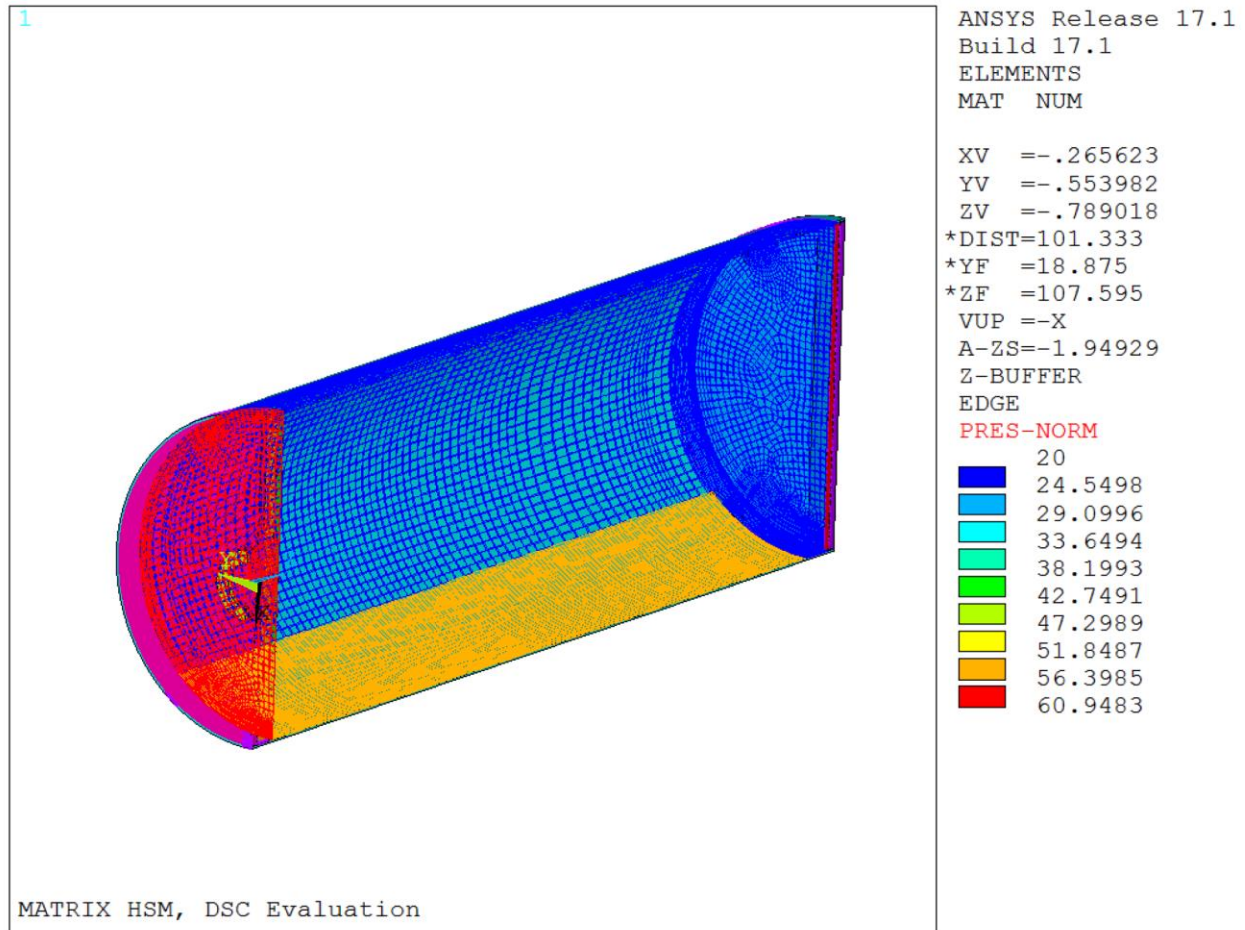 1
ANSYS Release 17.1
Build 17.1
ELEMENTS
MAT NUM
XV =-.265623
YV =-.553982
ZV =-.789018
*DIST=101.333
*YF =18.875
*ZF =107.595
VUP =-X
A-ZS=-1.94929
Z-BUFFER
EDGE
PRES-NORM
20
24.5498
29.0996
33.6494
38.1993
42.7491
47.2989
51.8487
56.3985
60.9483
MATRIX HSM, DSC Evaluation